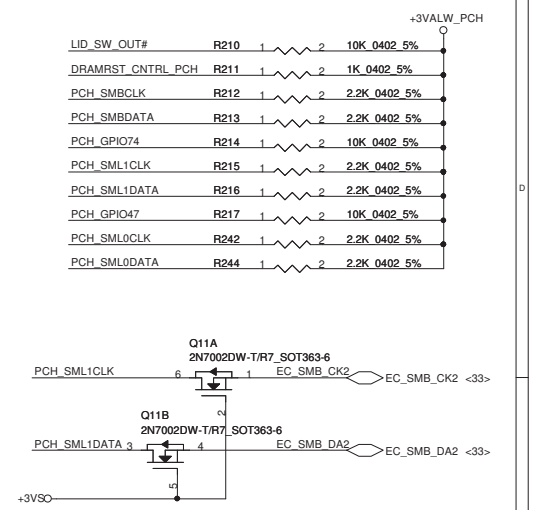 +3VALW_PCH
LID_SW_OUT# R210 1 2 10K_0402_5%
DRAMRST_CNTRL_PCH R211 1 2 1K_0402_5%
PCH_SMBCLK R212 1 2 2.2K_0402_5%
PCH_SMBDATA R213 1 2 2.2K_0402_5%
PCH_GPIO74 R214 1 2 10K_0402_5%
PCH_SML1CLK R215 1 2 2.2K_0402_5%
PCH_SML1DATA R216 1 2 2.2K_0402_5%
D
PCH_GPIO47 R217 1 2 10K_0402_5%
PCH_SML0CLK R242 1 2 2.2K_0402_5%
PCH_SML0DATA R244 1 2 2.2K_0402_5%
Q11A
2N7002DW-T/R7_SOT363-6
PCH_SML1CLK 6 1 EC_SMB_CK2 EC_SMB_CK2 <33>
2
Q11B
2N7002DW-T/R7_SOT363-6
PCH_SML1DATA 3 4 EC_SMB_DA2 EC_SMB_DA2 <33>
5
+3VS